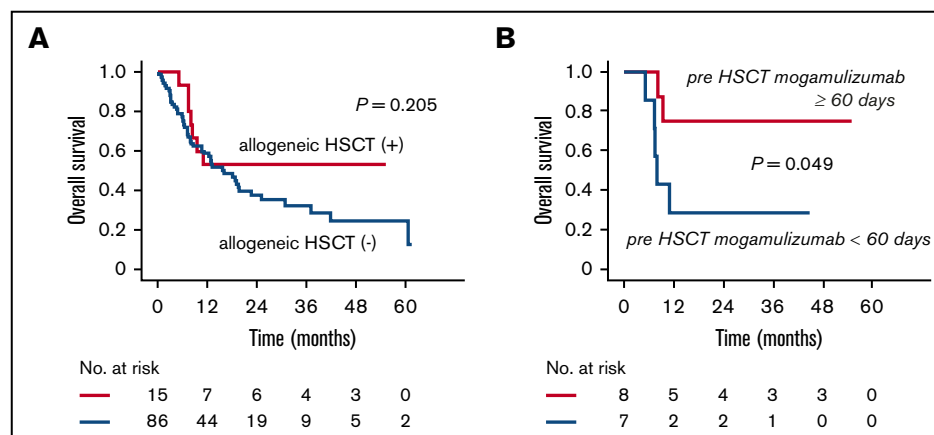 A
Overall survival
1.0
0.8
0.6
0.4
0.2
0
P = 0.205
allogeneic HSCT (+)
allogeneic HSCT (-)
0 12 24 36 48 60
Time (months)
No. at risk
15 7 6 4 3 0
86 44 19 9 5 2
B
Overall survival
1.0
0.8
0.6
0.4
0.2
0
pre HSCT mogamulizumab
≥ 60 days
P = 0.049
pre HSCT mogamulizumab < 60 days
0 12 24 36 48 60
Time (months)
No. at risk
8 5 4 3 3 0
7 2 2 1 0 0